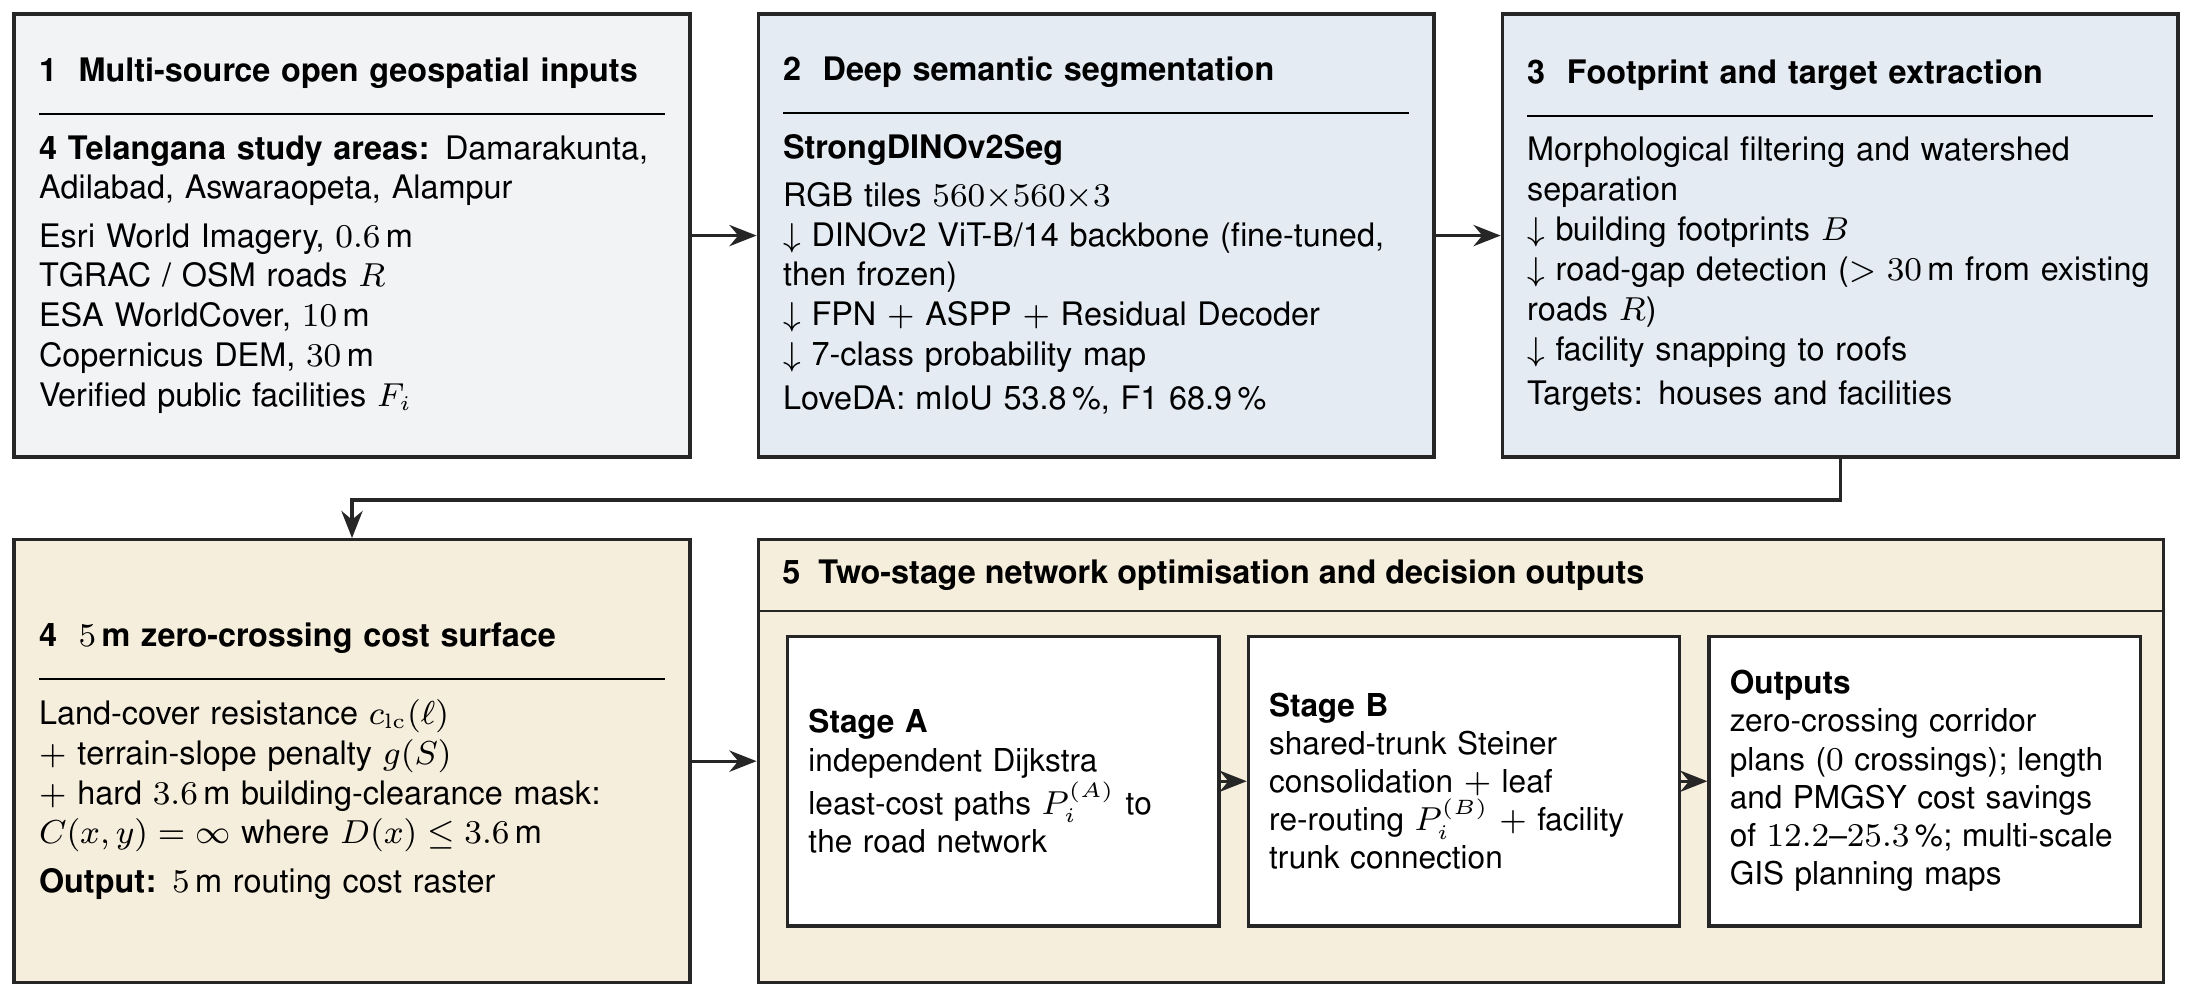 1 Multi-source open geospatial inputs
4 Telangana study areas: Damarakunta,
Adilabad, Aswaraopeta, Alampur
Esri World Imagery, 0.6 m
TGRAC / OSM roads R
ESA WorldCover, 10 m
Copernicus DEM, 30 m
Verified public facilities F_i
2 Deep semantic segmentation
StrongDINOv2Seg
RGB tiles 560×560×3
↓ DINOv2 ViT-B/14 backbone (fine-tuned,
then frozen)
↓ FPN + ASPP + Residual Decoder
↓ 7-class probability map
LoveDA: mIoU 53.8 %, F1 68.9 %
3 Footprint and target extraction
Morphological filtering and watershed
separation
↓ building footprints B
↓ road-gap detection (> 30 m from existing
roads R)
↓ facility snapping to roofs
Targets: houses and facilities
4 5 m zero-crossing cost surface
Land-cover resistance c_lc(ℓ)
+ terrain-slope penalty g(S)
+ hard 3.6 m building-clearance mask:
C(x, y) = ∞ where D(x) ≤ 3.6 m
Output: 5 m routing cost raster
5 Two-stage network optimisation and decision outputs
Stage A
independent Dijkstra
least-cost paths P_i^(A) to
the road network
Stage B
shared-trunk Steiner
consolidation + leaf
re-routing P_i^(B) + facility
trunk connection
Outputs
zero-crossing corridor
plans (0 crossings); length
and PMGSY cost savings
of 12.2–25.3 %; multi-scale
GIS planning maps